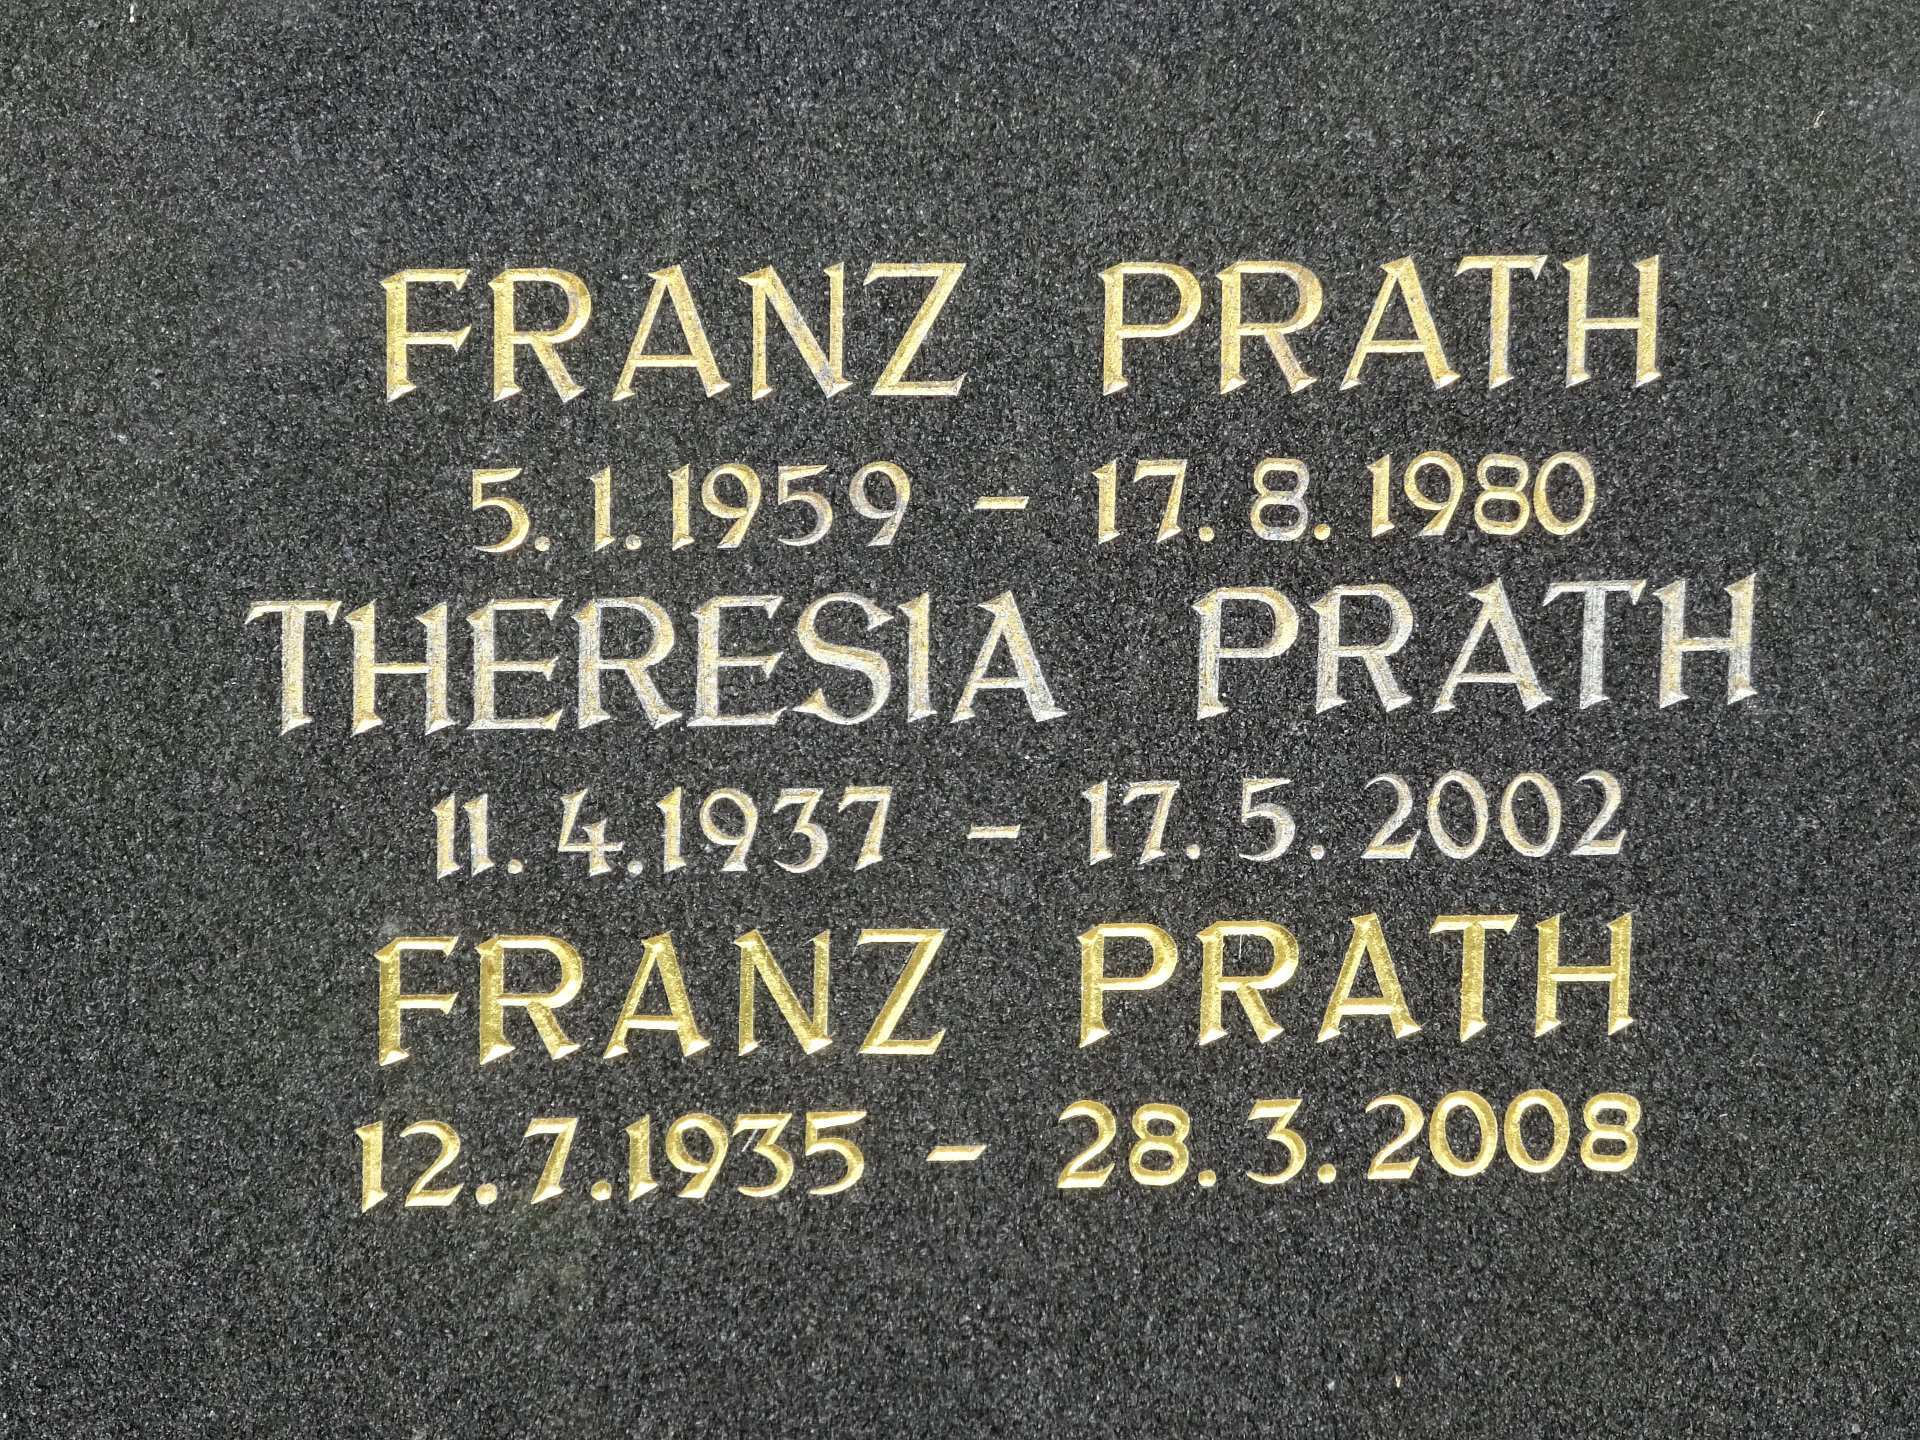 FRANZ PRATH
5.1.1959 – 17.8.1980
THERESIA PRATH
11.4.1937 – 17.5.2002
FRANZ PRATH
12.7.1935 – 28.3.2008